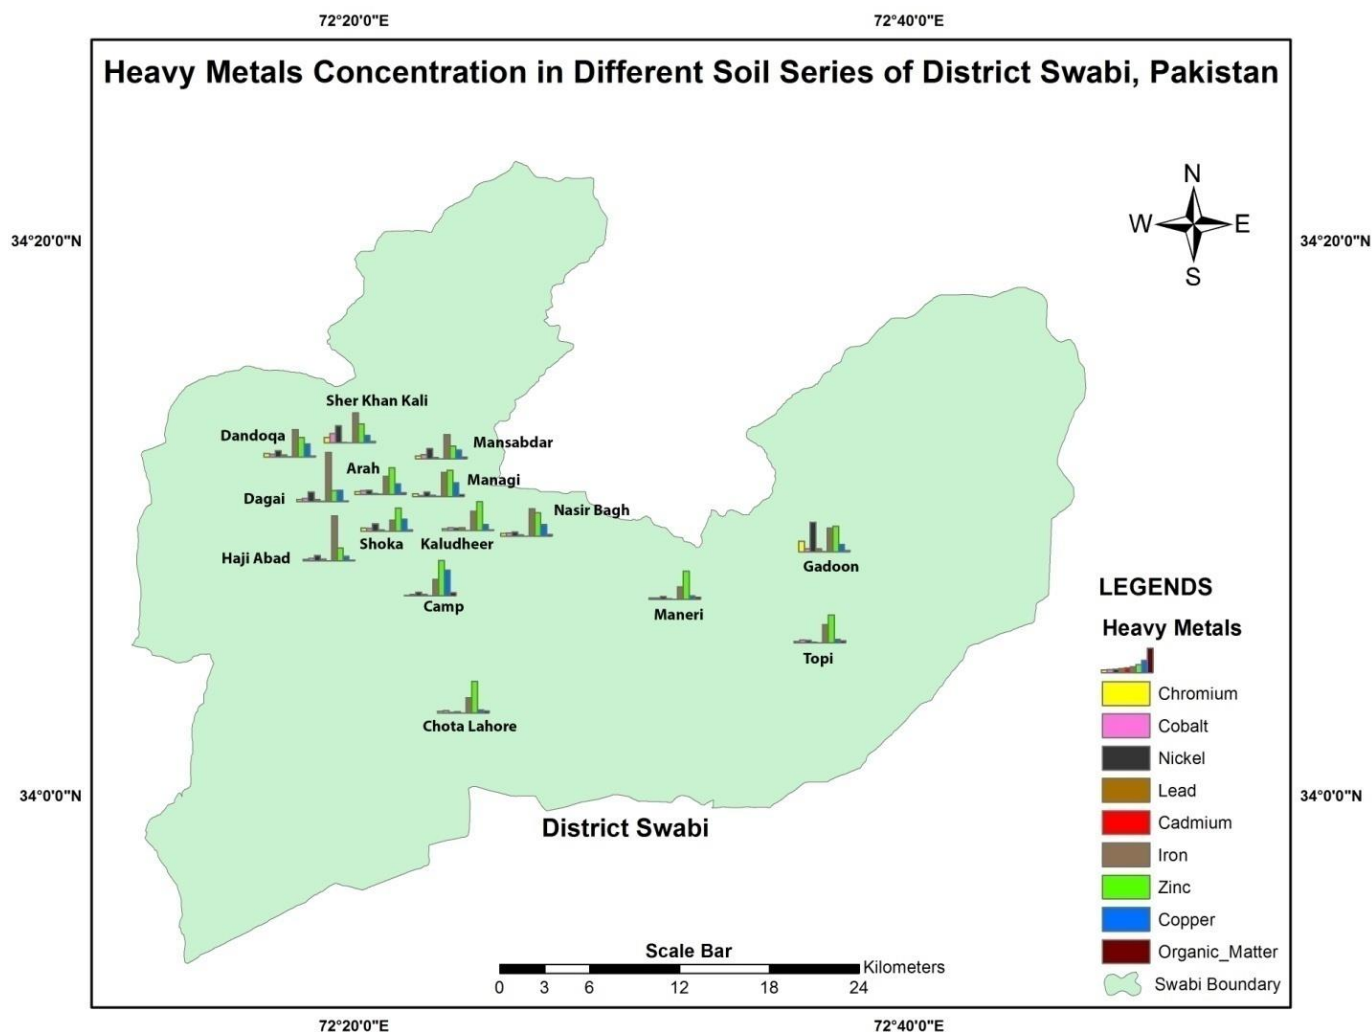 72°20'0"E
72°40'0"E
Heavy Metals Concentration in Different Soil Series of District Swabi, Pakistan
N
W
E
S
34°20'0"N
34°20'0"N
Sher Khan Kali
Dandoqa
Mansabdar
Arah
Managi
Dagai
Nasir Bagh
Shoka
Kaludheer
Haji Abad
Gadoon
Camp
Maneri
Topi
Chota Lahore
LEGENDS
Heavy Metals
Chromium
Cobalt
Nickel
Lead
Cadmium
Iron
Zinc
Copper
Organic_Matter
Swabi Boundary
34°0'0"N
34°0'0"N
District Swabi
Scale Bar
Kilometers
0 3 6 12 18 24
72°20'0"E
72°40'0"E